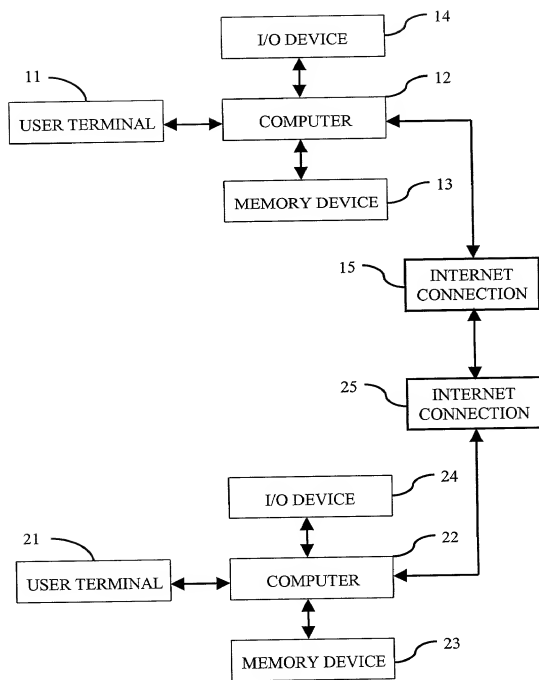 14
I/O DEVICE
11
12
USER TERMINAL
COMPUTER
13
MEMORY DEVICE
15
INTERNET
CONNECTION
25
INTERNET
CONNECTION
24
I/O DEVICE
21
22
USER TERMINAL
COMPUTER
23
MEMORY DEVICE